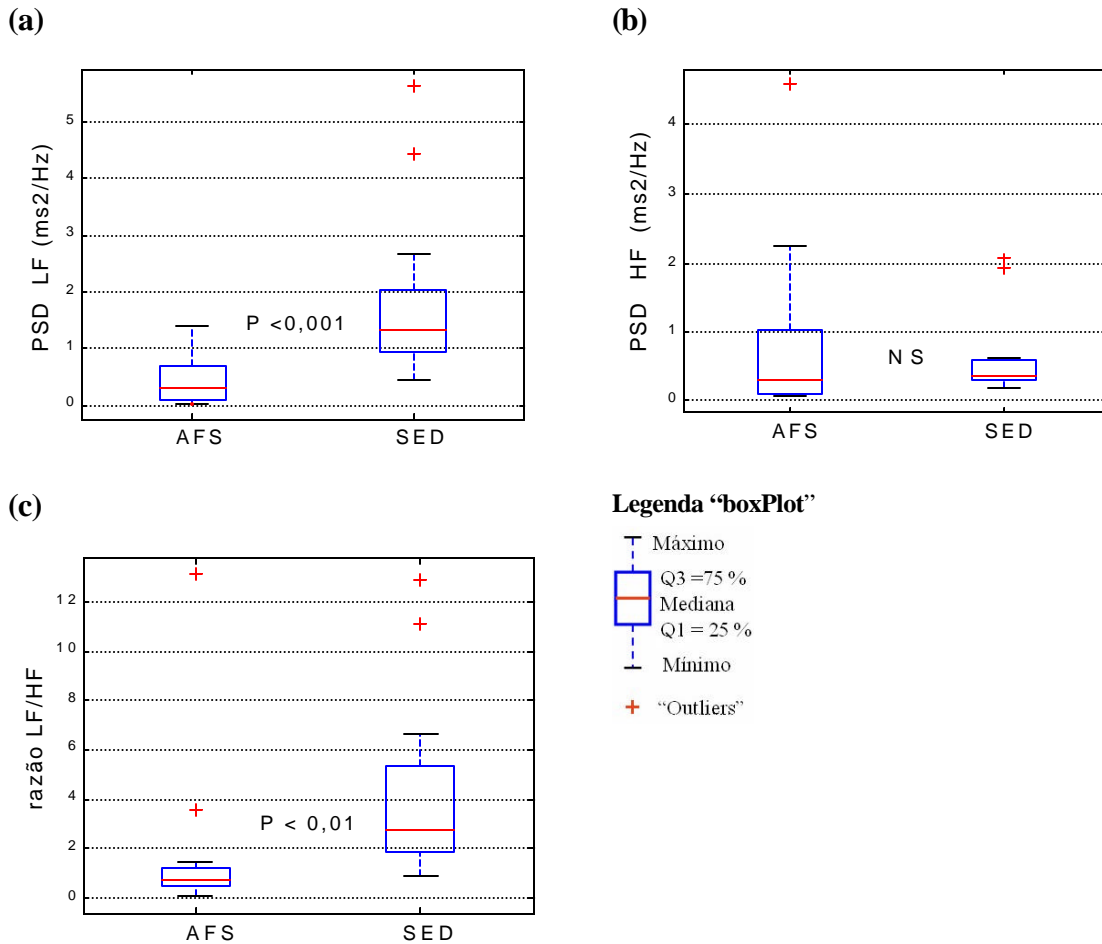 (a)
PSD LF (ms2/Hz)
5
4
3
2
1
0
P <0,001
AFS
SED
(b)
PSD HF (ms2/Hz)
4
3
2
1
0
NS
AFS
SED
(c)
razão LF/HF
12
10
8
6
4
2
0
P < 0,01
AFS
SED
Legenda “boxPlot”
Máximo
Q3 =75 %
Mediana
Q1 = 25 %
Mínimo
“Outliers”